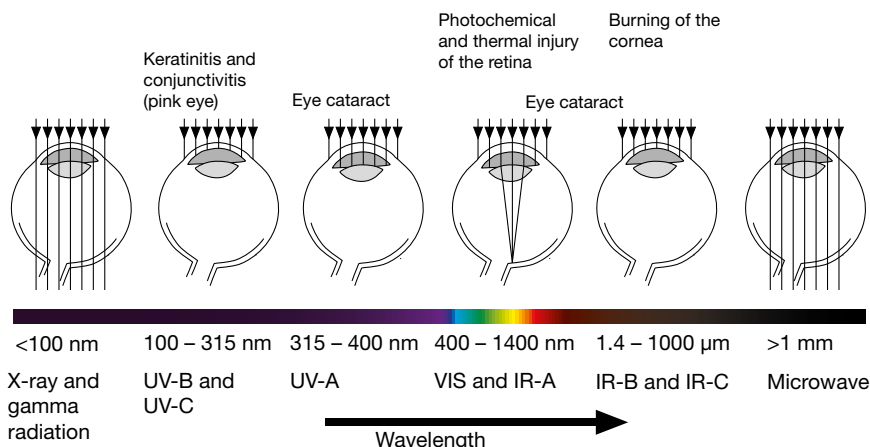 Photochemical
and thermal injury
of the retina
Burning of the
cornea
Keratinitis and
conjunctivitis
(pink eye)
Eye cataract
Eye cataract
<100 nm
100 – 315 nm
315 – 400 nm
400 – 1400 nm
1.4 – 1000 µm
>1 mm
X-ray and
gamma
radiation
UV-B and
UV-C
UV-A
VIS and IR-A
IR-B and IR-C
Microwave
Wavelength